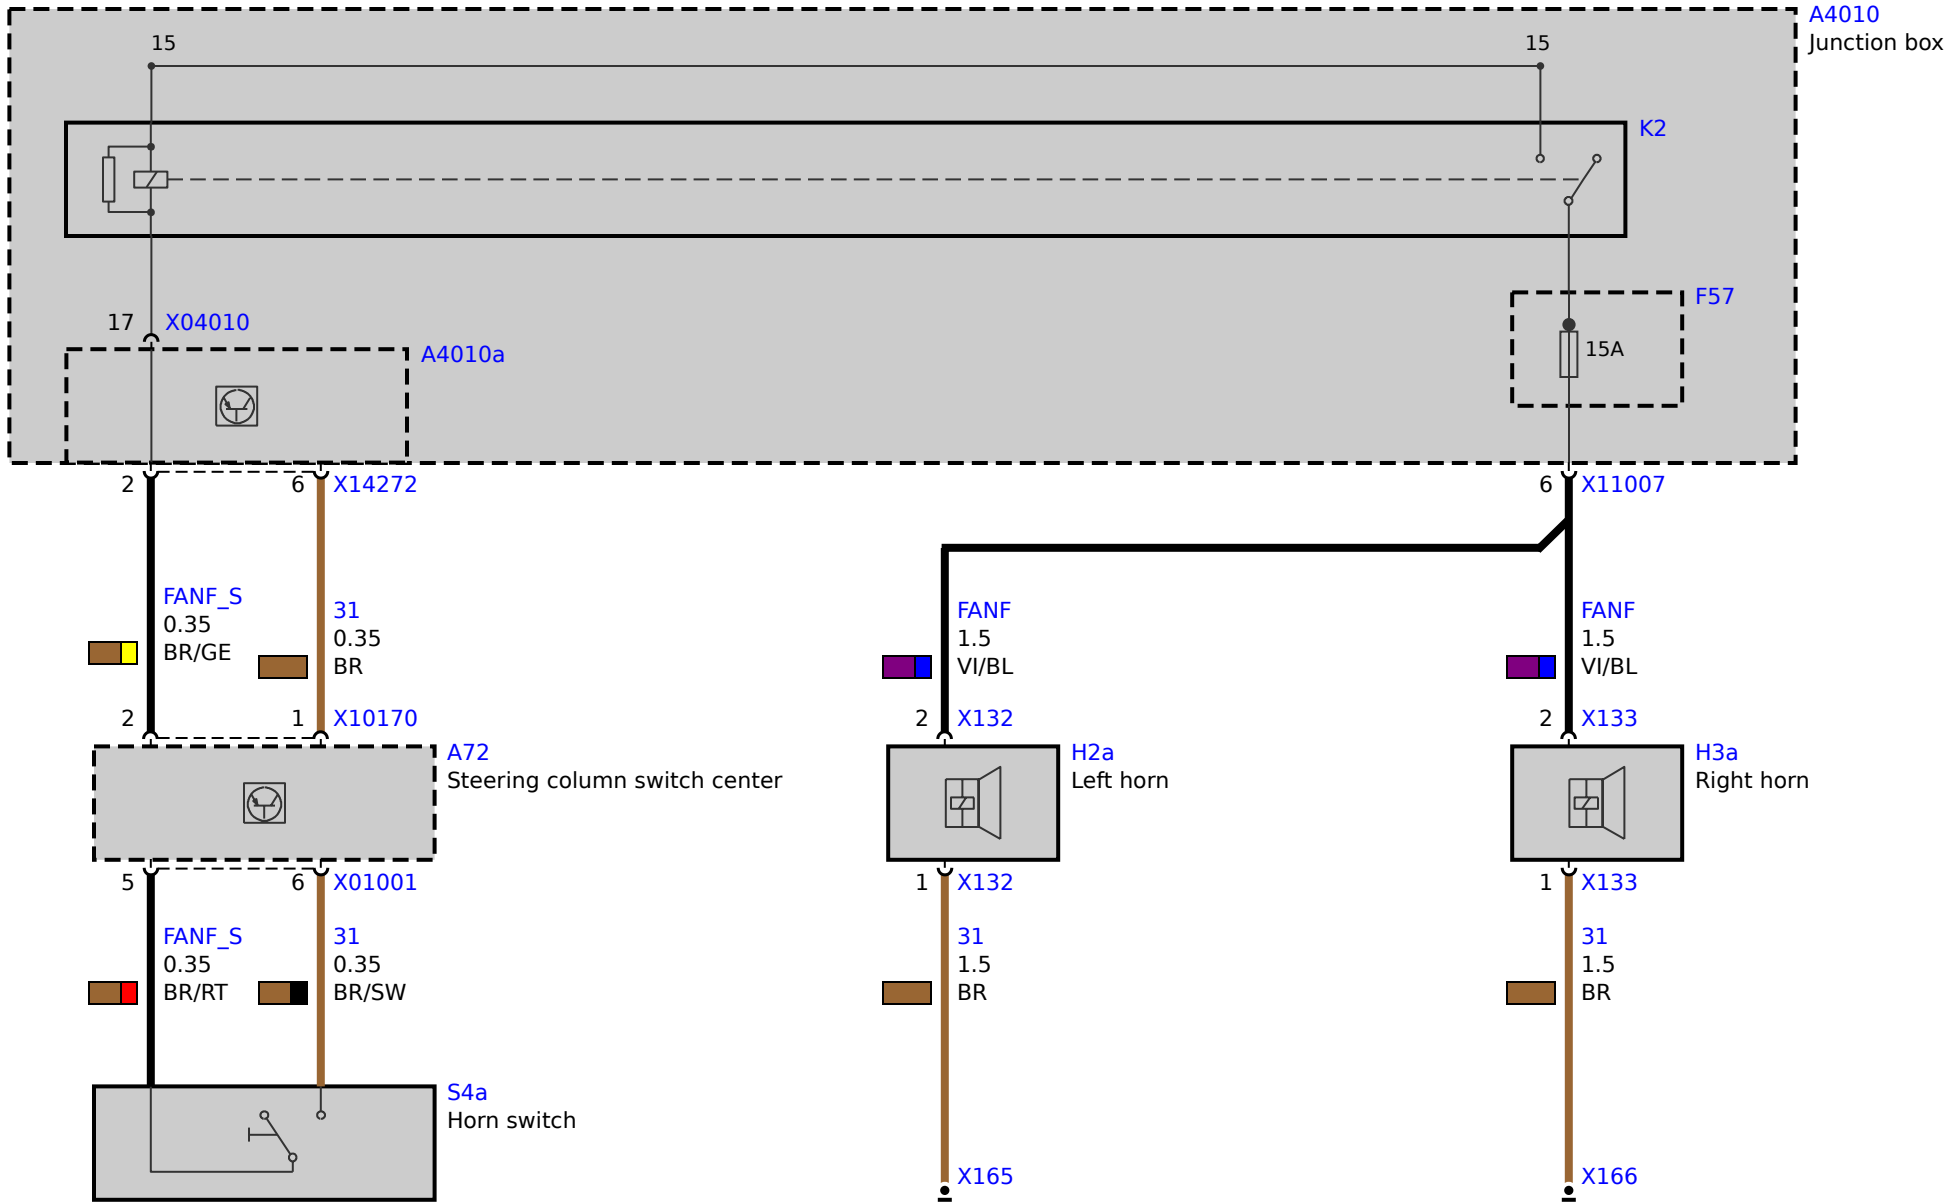 A4010
Junction box
15
15
K2
F57
15A
17
X04010
A4010a
2
6
X14272
6
X11007
FANF_S
0.35
BR/GE
31
0.35
BR
FANF
1.5
VI/BL
FANF
1.5
VI/BL
2
1
X10170
2
X132
2
X133
A72
Steering column switch center
H2a
Left horn
H3a
Right horn
5
6
X01001
1
X132
1
X133
FANF_S
0.35
BR/RT
31
0.35
BR/SW
31
1.5
BR
31
1.5
BR
S4a
Horn switch
X165
X166